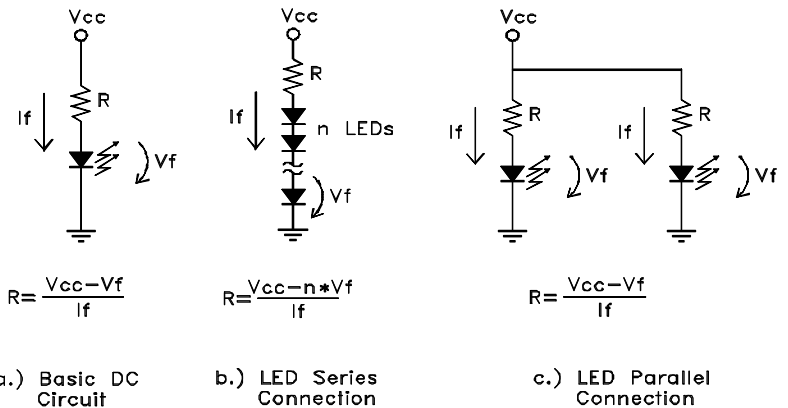 Vcc
R
If
Vf
R= Vcc-Vf
If
a.) Basic DC
Circuit
Vcc
R
If
n LEDs
Vf
R= Vcc-n*Vf
If
b.) LED Series
Connection
Vcc
R
If
Vf
R
If
Vf
R= Vcc-Vf
If
c.) LED Parallel
Connection